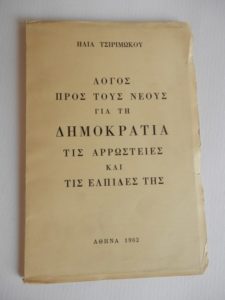 ΗΛΙΑ ΤΣΙΡΙΜΩΚΟΥ
ΛΟΓΟΣ
ΠΡΟΣ ΤΟΥΣ ΝΕΟΥΣ
ΓΙΑ ΤΗ
ΔΗΜΟΚΡΑΤΙΑ
ΤΙΣ ΑΡΡΩΣΤΕΙΕΣ
ΚΑΙ
ΤΙΣ ΕΛΠΙΔΕΣ ΤΗΣ
ΑΘΗΝΑ 1962